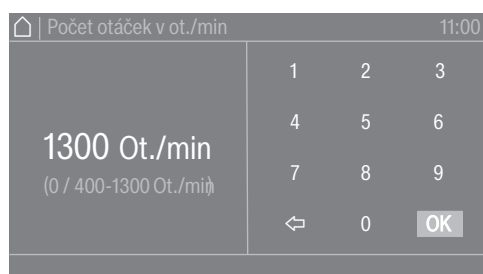 | Počet otáček v ot./min 11:00
1300 Ot./min
(0 / 400-1300 Ot./min)
1 2 3
4 5 6
7 8 9
0 OK